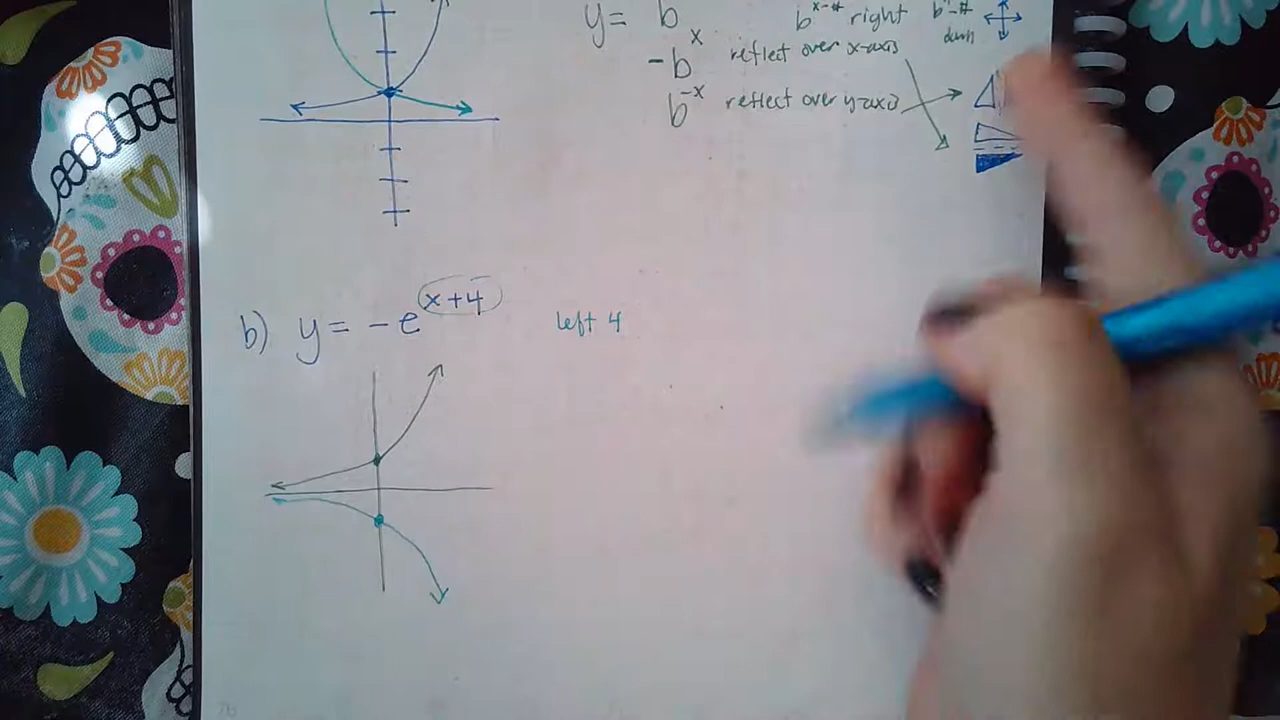 y = b b^(x-#) right b^x-# down
-b^x reflect over x-axis
b^-x reflect over y-axis
b) y = -e^(x+4) left 4